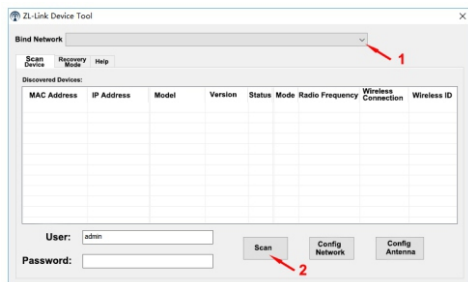 ZL-Link Device Tool
Bind Network
1
Scan Device
Recovery Mode
Help
Discovered Devices:
MAC Address IP Address Model Version Status Mode Radio Frequency Wireless Connection Wireless ID
User: admin
Password:
Scan
Config Network
Config Antenna
2